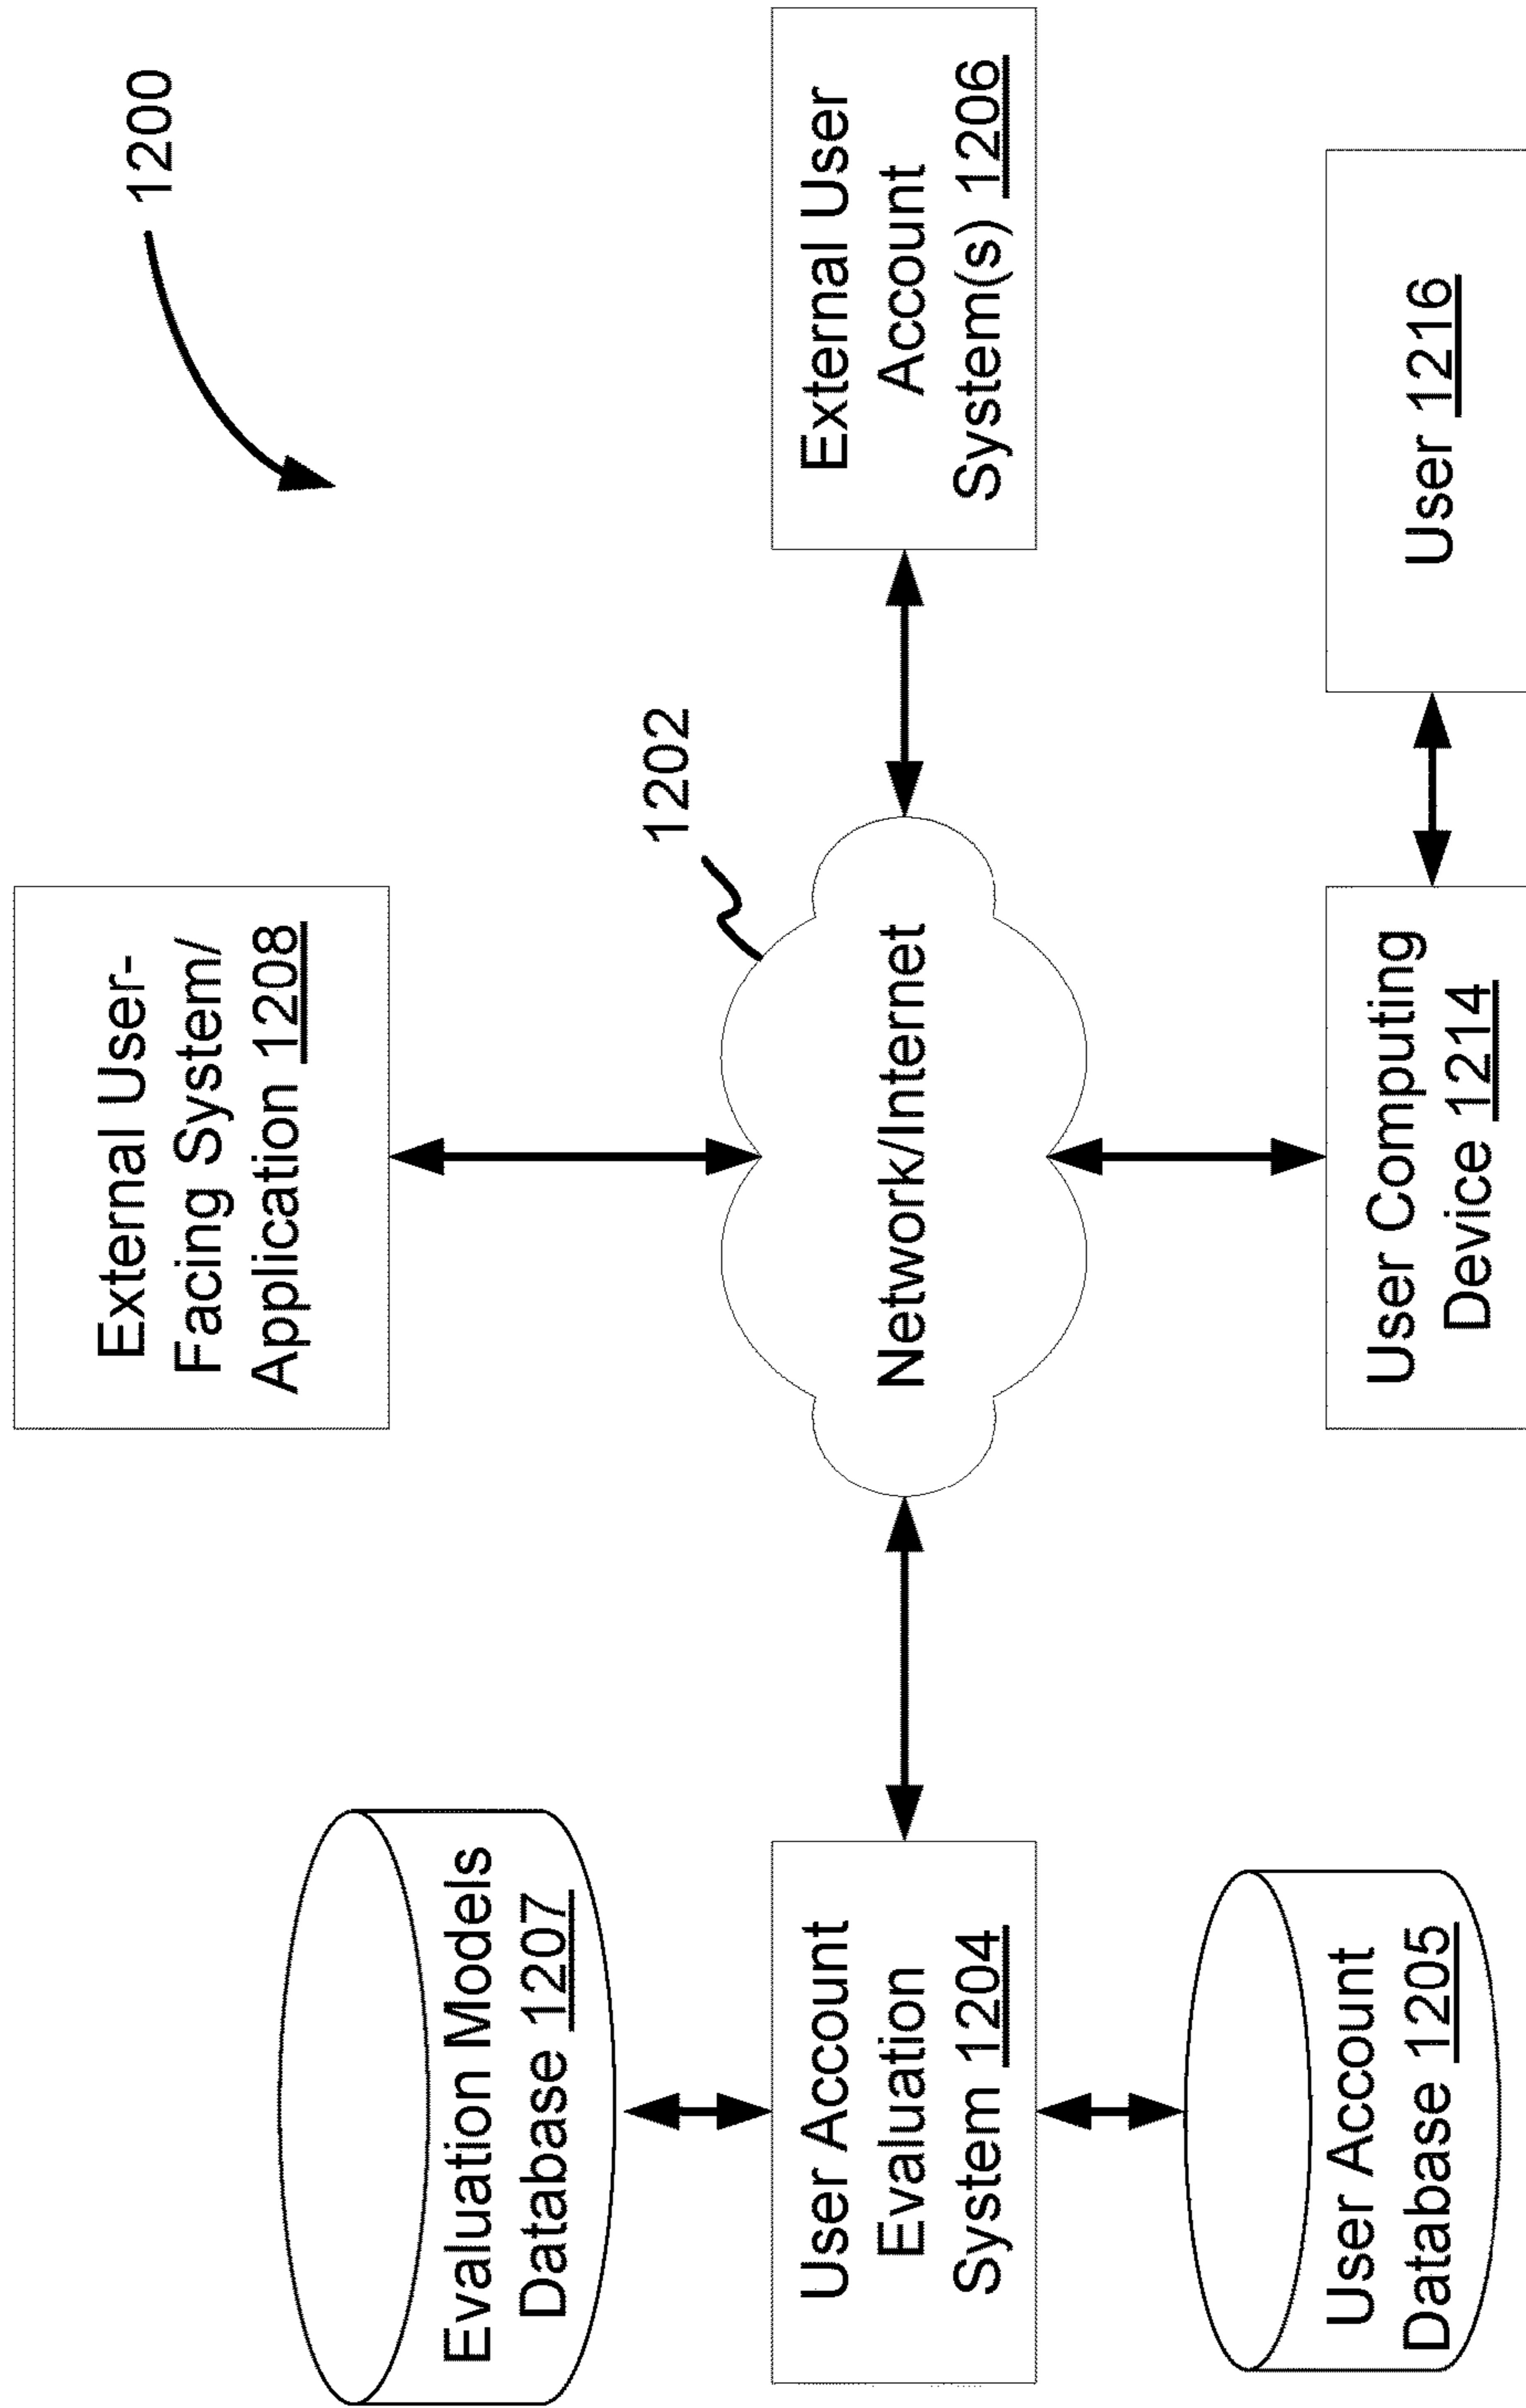 1200
External User-
Facing System/
Application 1208
Evaluation Models
Database 1207
1202
User Account
Evaluation
System 1204
Network/Internet
External User
Account
System(s) 1206
User Account
Database 1205
User Computing
Device 1214
User 1216